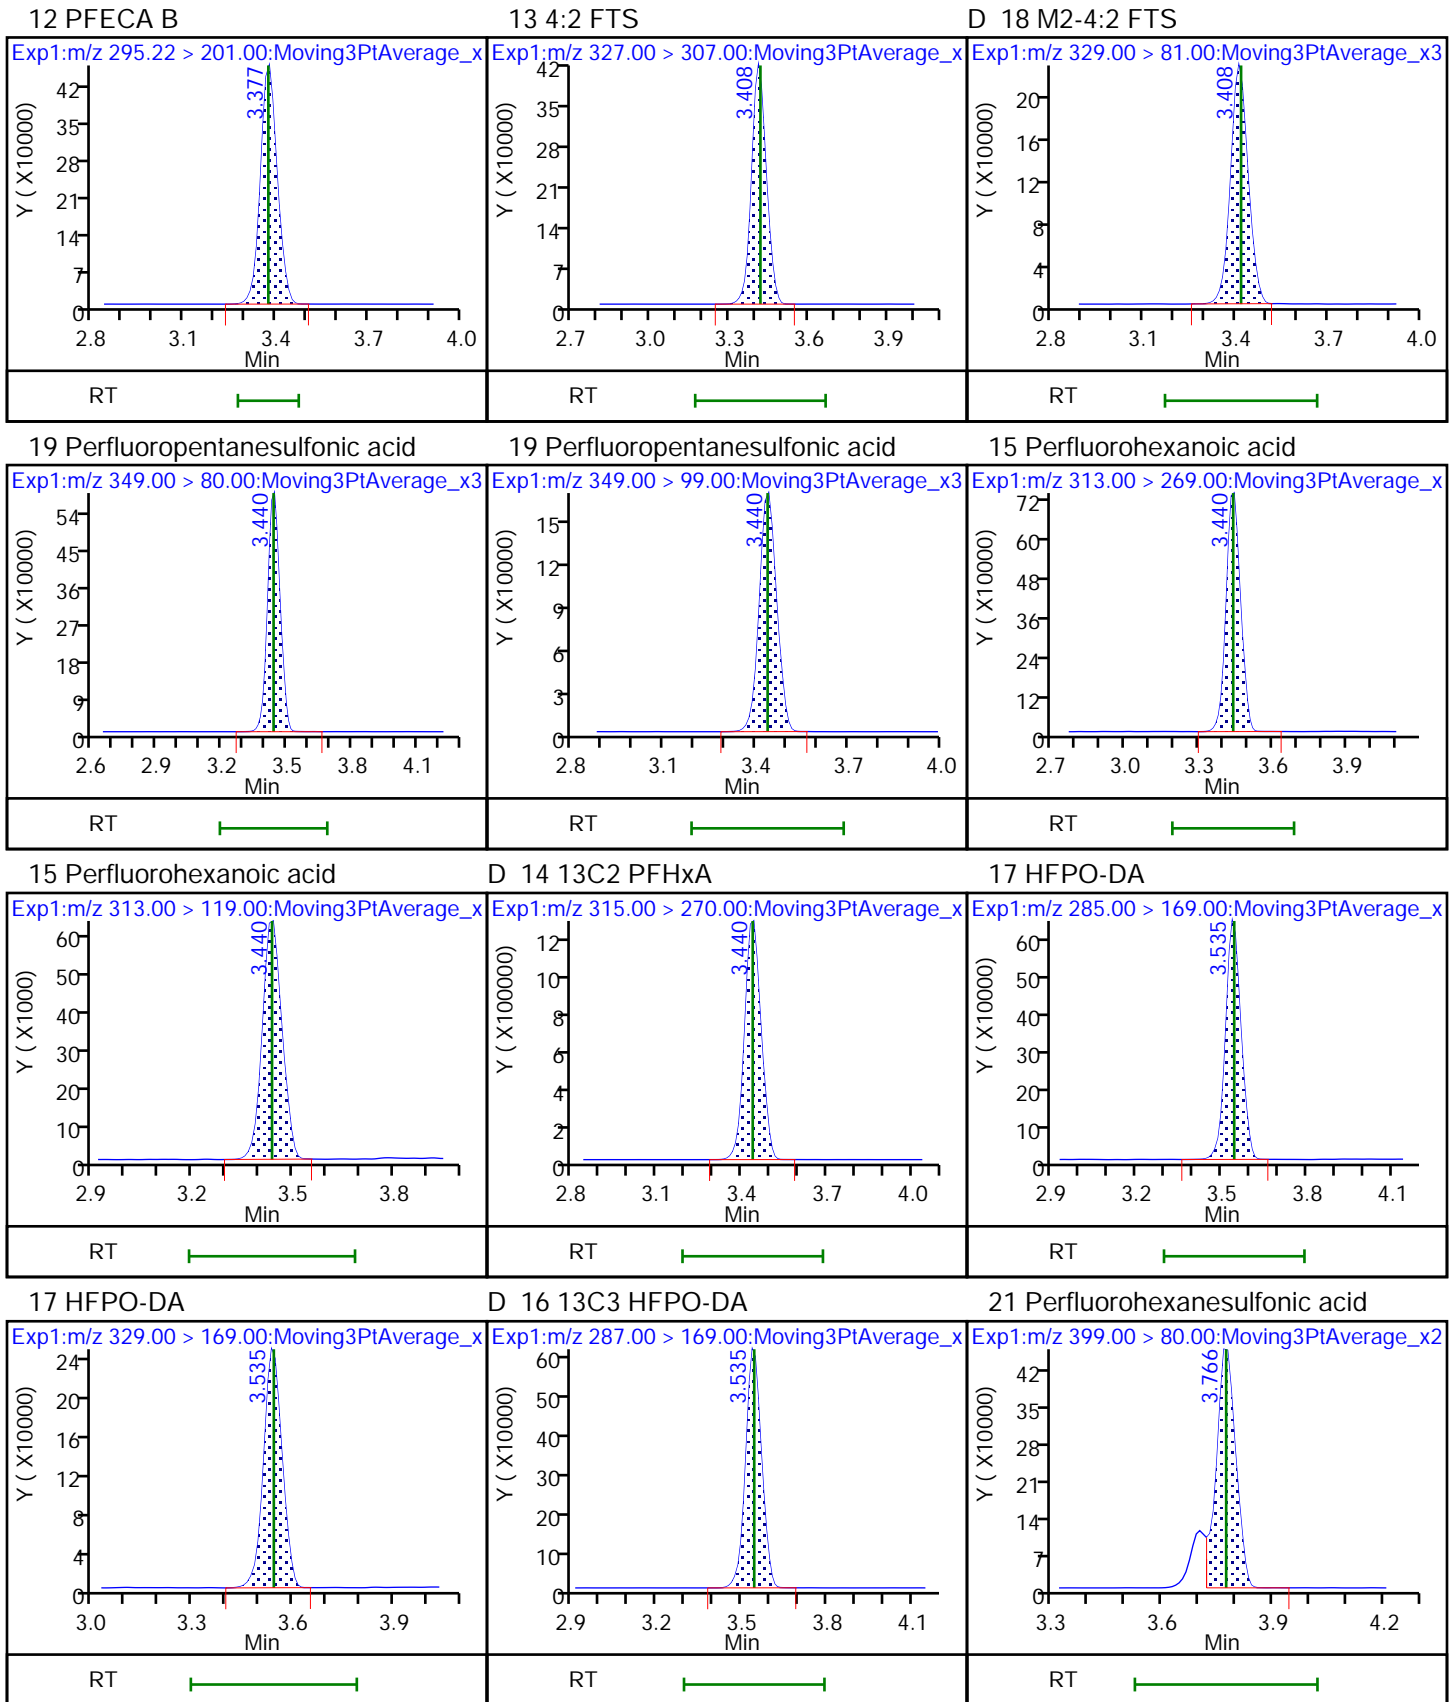 12 PFECA B
Exp1:m/z 295.22 > 201.00:Moving3PtAverage_x
3.377
Y ( X10000)
42
35
28
21
14
7
0
2.8 3.1 3.4 3.7 4.0
Min
RT
13 4:2 FTS
Exp1:m/z 327.00 > 307.00:Moving3PtAverage_x
3.408
Y ( X10000)
42
35
28
21
14
7
0
2.7 3.0 3.3 3.6 3.9
Min
RT
D 18 M2-4:2 FTS
Exp1:m/z 329.00 > 81.00:Moving3PtAverage_x3
3.408
Y ( X10000)
20
16
12
8
4
0
2.8 3.1 3.4 3.7 4.0
Min
RT
19 Perfluoropentanesulfonic acid
Exp1:m/z 349.00 > 80.00:Moving3PtAverage_x3
3.440
Y ( X10000)
54
45
36
27
18
9
0
2.6 2.9 3.2 3.5 3.8 4.1
Min
RT
19 Perfluoropentanesulfonic acid
Exp1:m/z 349.00 > 99.00:Moving3PtAverage_x3
3.440
Y ( X10000)
15
12
9
6
3
0
2.8 3.1 3.4 3.7 4.0
Min
RT
15 Perfluorohexanoic acid
Exp1:m/z 313.00 > 269.00:Moving3PtAverage_x
3.440
Y ( X10000)
72
60
48
36
24
12
0
2.7 3.0 3.3 3.6 3.9
Min
RT
15 Perfluorohexanoic acid
Exp1:m/z 313.00 > 119.00:Moving3PtAverage_x
3.440
Y ( X1000)
60
50
40
30
20
10
0
2.9 3.2 3.5 3.8
Min
RT
D 14 13C2 PFHxA
Exp1:m/z 315.00 > 270.00:Moving3PtAverage_x
3.440
Y ( X100000)
12
10
8
6
4
2
0
2.8 3.1 3.4 3.7 4.0
Min
RT
17 HFPO-DA
Exp1:m/z 285.00 > 169.00:Moving3PtAverage_x
3.535
Y ( X10000)
60
50
40
30
20
10
0
2.9 3.2 3.5 3.8 4.1
Min
RT
17 HFPO-DA
Exp1:m/z 329.00 > 169.00:Moving3PtAverage_x
3.535
Y ( X10000)
24
20
16
12
8
4
0
3.0 3.3 3.6 3.9
Min
RT
D 16 13C3 HFPO-DA
Exp1:m/z 287.00 > 169.00:Moving3PtAverage_x
3.535
Y ( X10000)
60
50
40
30
20
10
0
2.9 3.2 3.5 3.8 4.1
Min
RT
21 Perfluorohexanesulfonic acid
Exp1:m/z 399.00 > 80.00:Moving3PtAverage_x2
3.766
Y ( X10000)
42
35
28
21
14
7
0
3.3 3.6 3.9 4.2
Min
RT